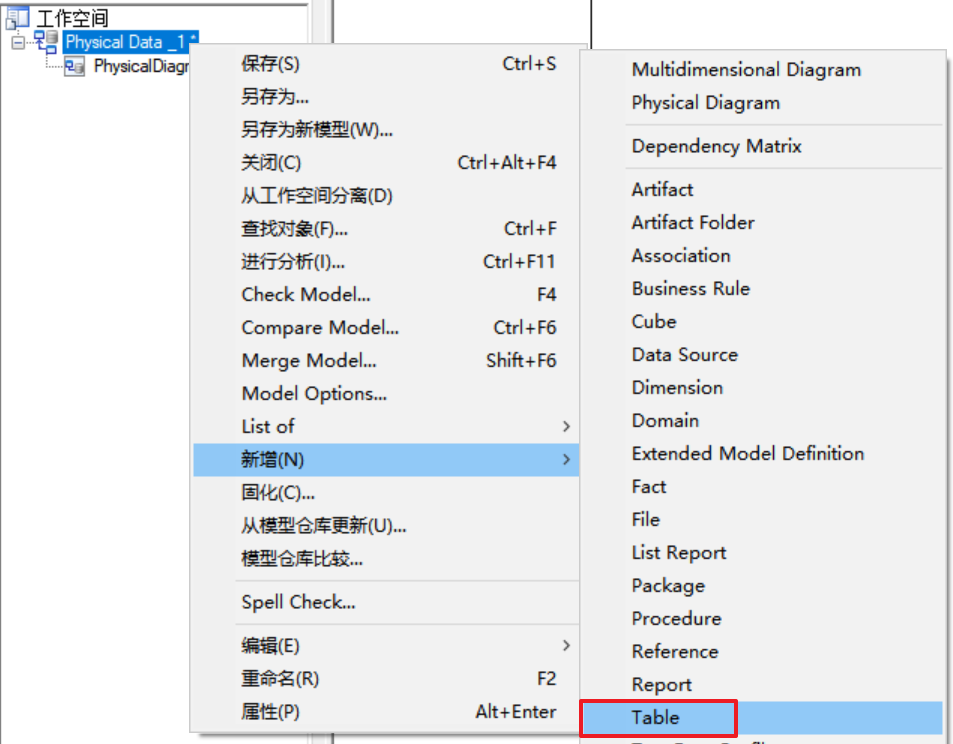 工作空间
Physical Data _1 *
PhysicalDiagr
保存(S) Ctrl+S
另存为...
另存为新模型(W)...
关闭(C) Ctrl+Alt+F4
从工作空间分离(D)
查找对象(F)... Ctrl+F
进行分析(I)... Ctrl+F11
Check Model... F4
Compare Model... Ctrl+F6
Merge Model... Shift+F6
Model Options...
List of >
新增(N) >
固化(C)...
从模型仓库更新(U)...
模型仓库比较...
Spell Check...
编辑(E) >
重命名(R) F2
属性(P) Alt+Enter
Multidimensional Diagram
Physical Diagram
Dependency Matrix
Artifact
Artifact Folder
Association
Business Rule
Cube
Data Source
Dimension
Domain
Extended Model Definition
Fact
File
List Report
Package
Procedure
Reference
Report
Table